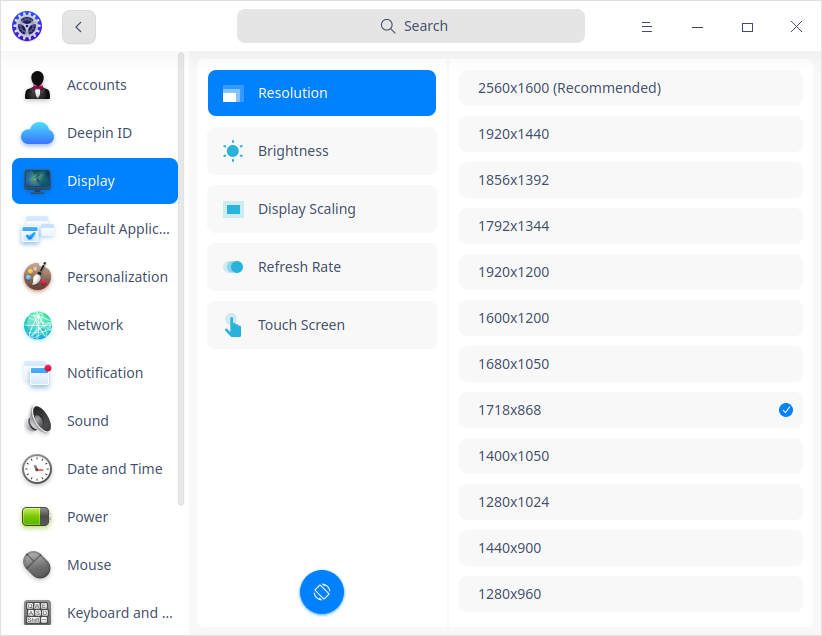 Search
Accounts
Deepin ID
Display
Default Applic...
Personalization
Network
Notification
Sound
Date and Time
Power
Mouse
Keyboard and ...
Resolution
Brightness
Display Scaling
Refresh Rate
Touch Screen
2560x1600 (Recommended)
1920x1440
1856x1392
1792x1344
1920x1200
1600x1200
1680x1050
1718x868
1400x1050
1280x1024
1440x900
1280x960